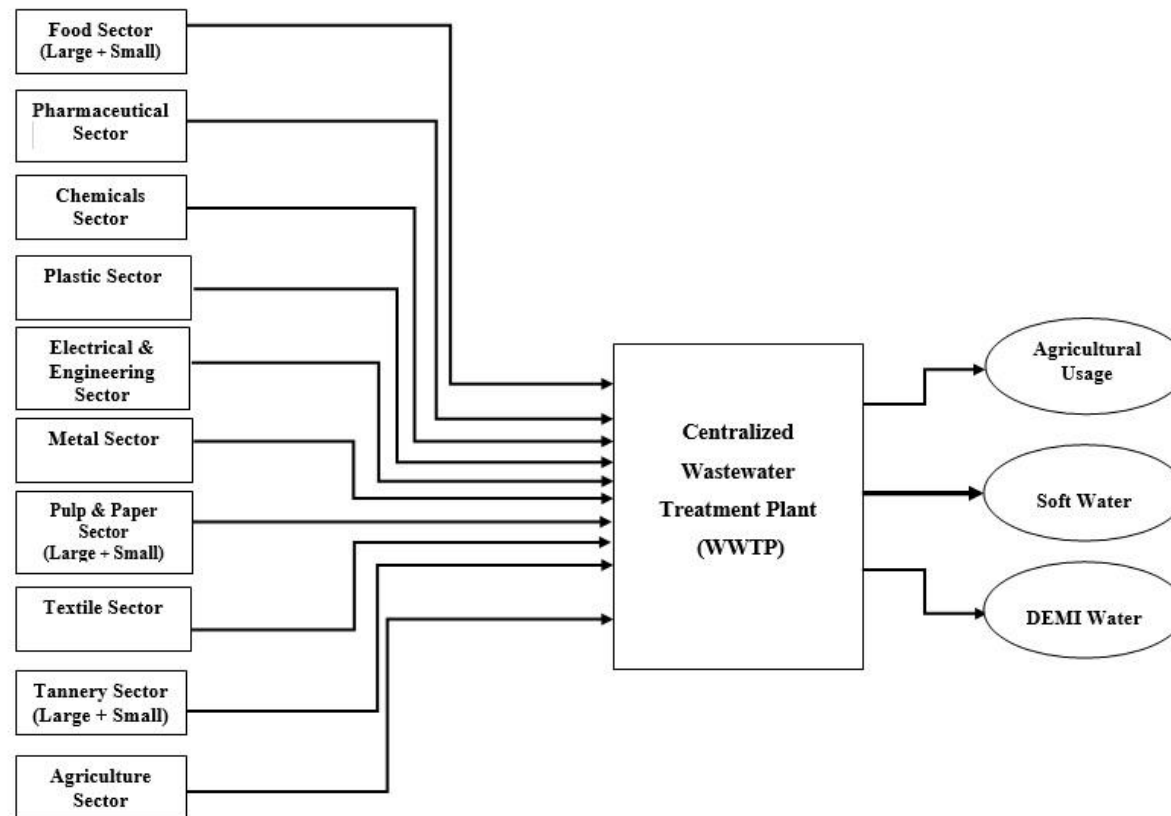 Food Sector
(Large + Small)
Pharmaceutical
Sector
Chemicals
Sector
Plastic Sector
Electrical &
Engineering
Sector
Metal Sector
Pulp & Paper
Sector
(Large + Small)
Textile Sector
Tannery Sector
(Large + Small)
Agriculture
Sector
Centralized
Wastewater
Treatment Plant
(WWTP)
Agricultural
Usage
Soft Water
DEMI Water